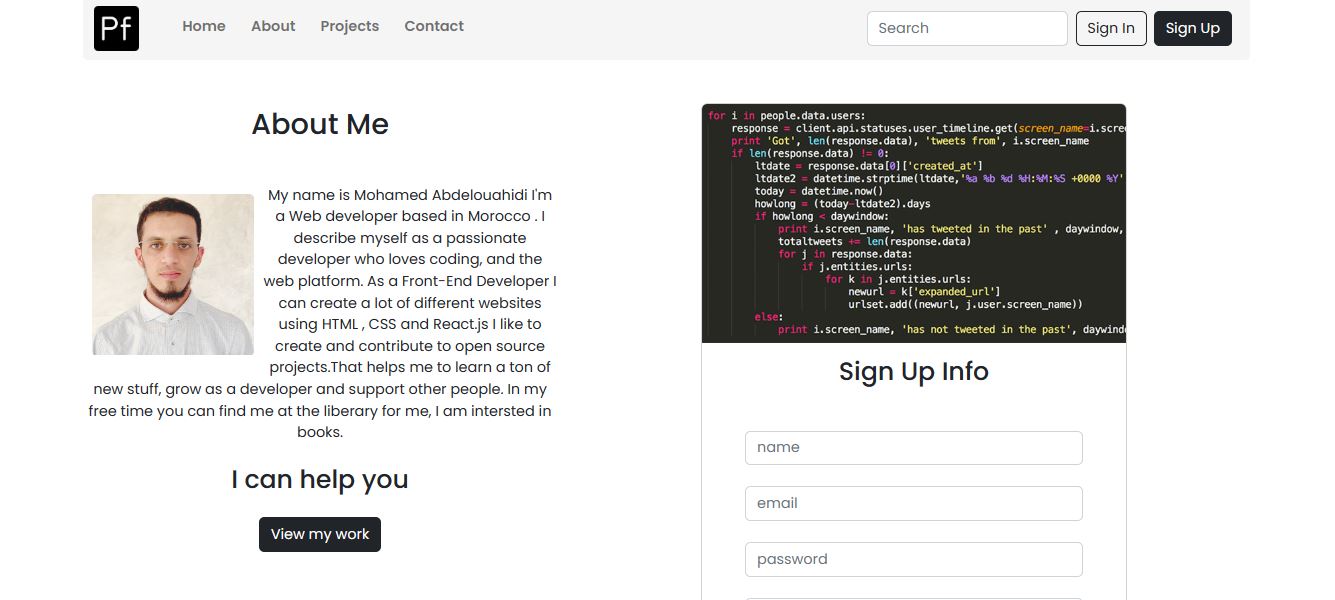 Pf
Home About Projects Contact
Search
Sign In
Sign Up
About Me
My name is Mohamed Abdelouahidi I'm
a Web developer based in Morocco . I
describe myself as a passionate
developer who loves coding, and the
web platform. As a Front-End Developer I
can create a lot of different websites
using HTML , CSS and React.js I like to
create and contribute to open source
projects.That helps me to learn a ton of
new stuff, grow as a developer and support other people. In my
free time you can find me at the liberary for me, I am intersted in
books.
I can help you
View my work
for i in people.data.users:
response = client.api.statuses.user_timeline.get(screen_name=i.scree
print 'Got', len(response.data), 'tweets from', i.screen_name
if len(response.data) != 0:
ltdate = response.data[0]['created_at']
ltdate2 = datetime.strptime(ltdate,'%a %b %d %H:%M:%S +0000 %Y'
today = datetime.now()
howlong = (today-ltdate2).days
if howlong < daywindow:
print i.screen_name, 'has tweeted in the past' , daywindow,
totaltweets += len(response.data)
for j in response.data:
if j.entities.urls:
for k in j.entities.urls:
newurl = k['expanded_url']
urlset.add((newurl, j.user.screen_name))
else:
print i.screen_name, 'has not tweeted in the past', daywind
Sign Up Info
name
email
password